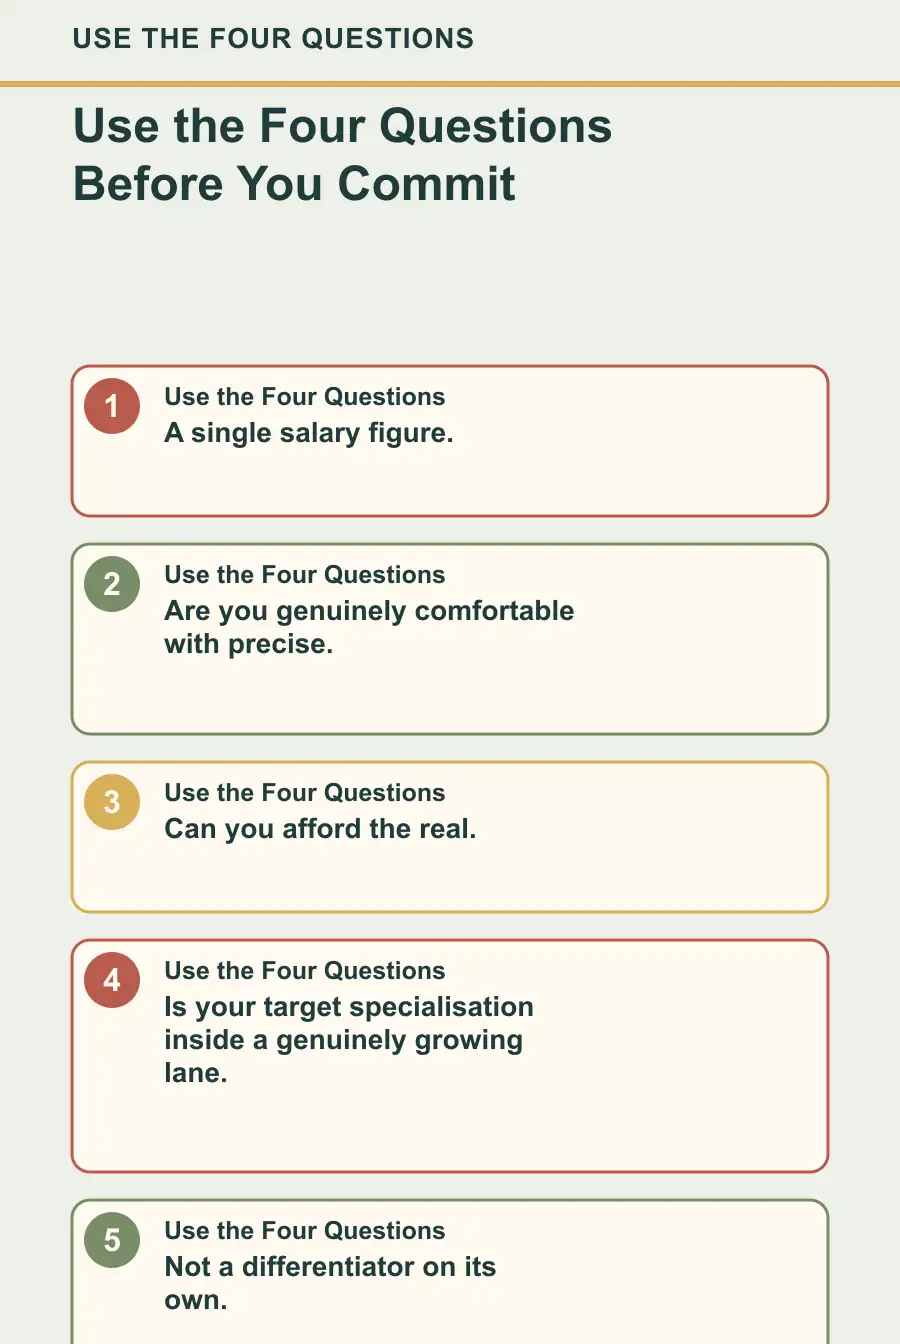 USE THE FOUR QUESTIONS
Use the Four Questions
Before You Commit
1
Use the Four Questions
A single salary figure.
2
Use the Four Questions
Are you genuinely comfortable
with precise.
3
Use the Four Questions
Can you afford the real.
4
Use the Four Questions
Is your target specialisation
inside a genuinely growing
lane.
5
Use the Four Questions
Not a differentiator on its
own.